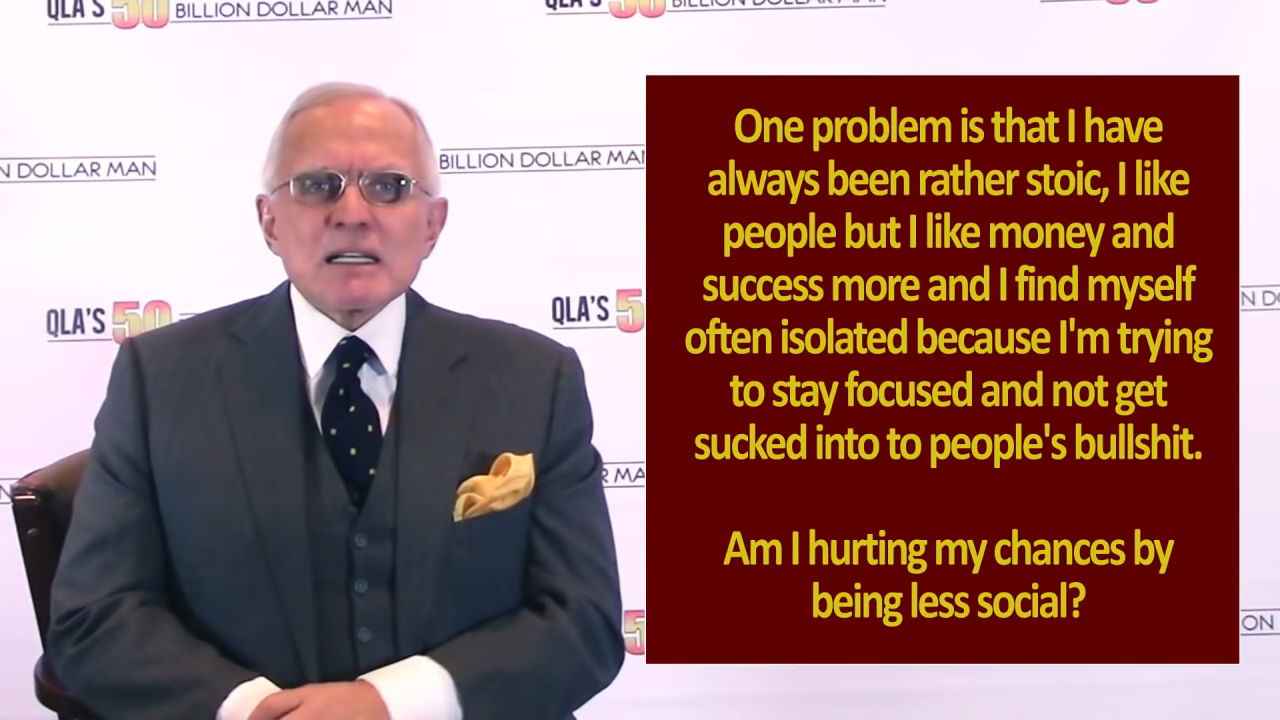 QLA'S 50 BILLION DOLLAR MAN
QLA'S 50 BILLION DOLLAR MAN
N DOLLAR MAN
BILLION DOLLAR MAN
QLA'S 50
QLA'S 5
N D
R MA
5
ON
One problem is that I have
always been rather stoic, I like
people but I like money and
success more and I find myself
often isolated because I'm trying
to stay focused and not get
sucked into to people's bullshit.
Am I hurting my chances by
being less social?